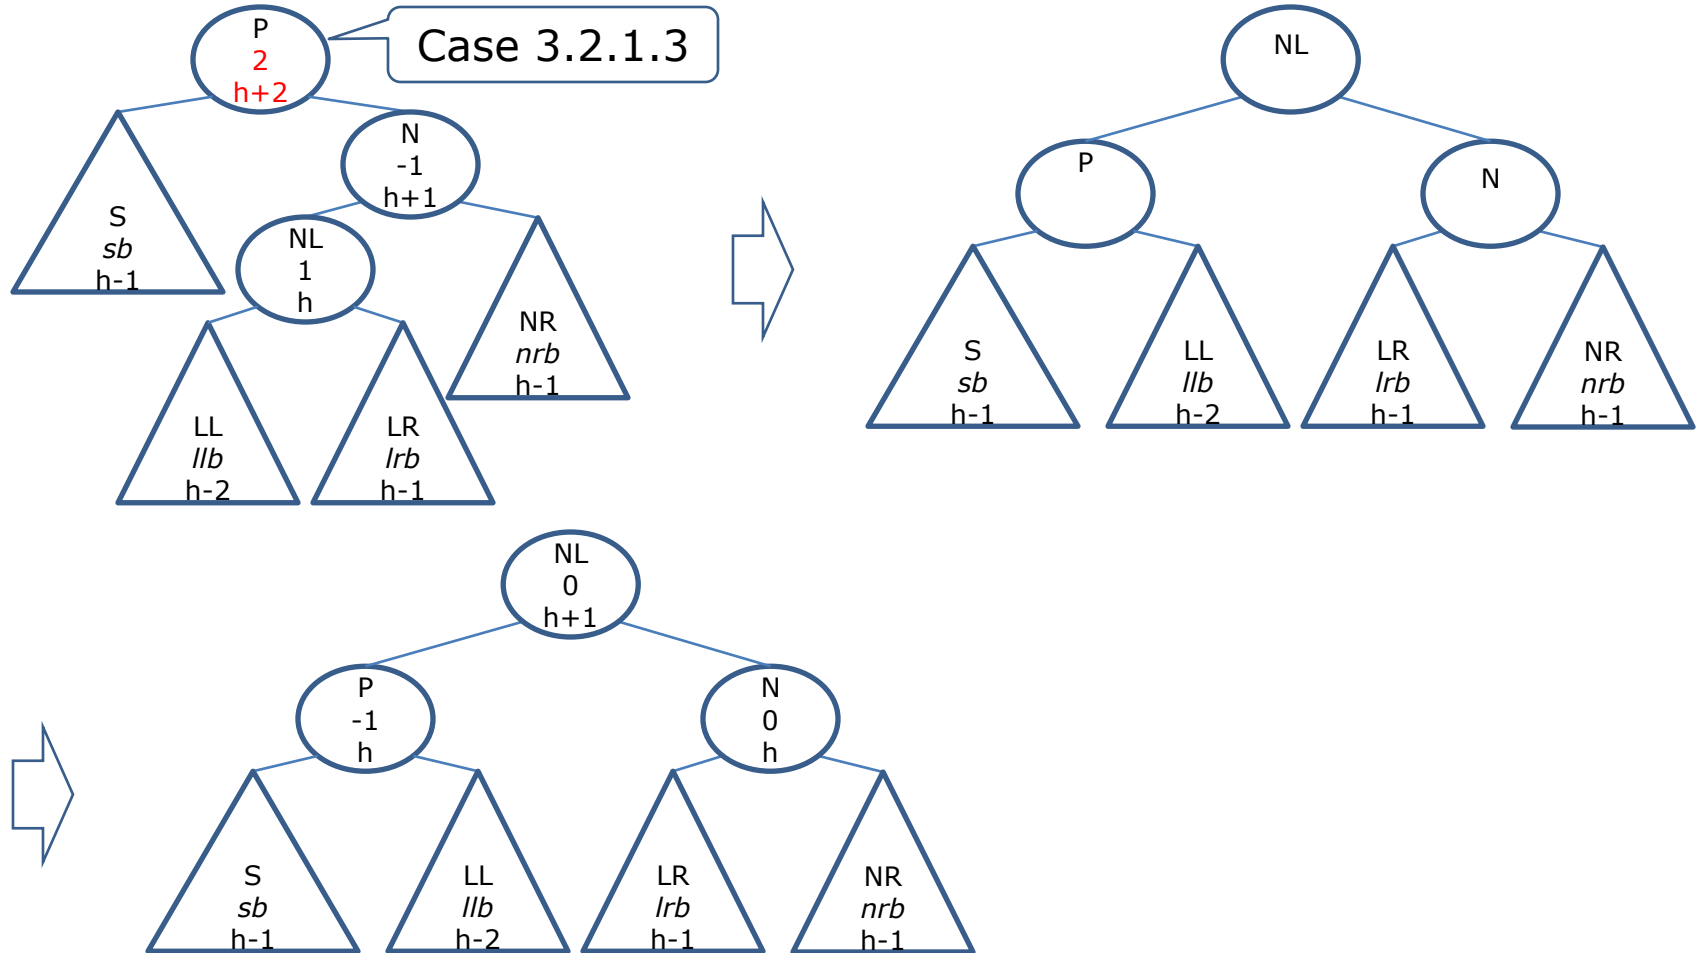 P
2
h+2
Case 3.2.1.3
N
-1
h+1
S
sb
h-1
NL
1
h
NR
nrb
h-1
LL
llb
h-2
LR
lrb
h-1
NL
P
N
S
sb
h-1
LL
llb
h-2
LR
lrb
h-1
NR
nrb
h-1
NL
0
h+1
P
-1
h
N
0
h
S
sb
h-1
LL
llb
h-2
LR
lrb
h-1
NR
nrb
h-1